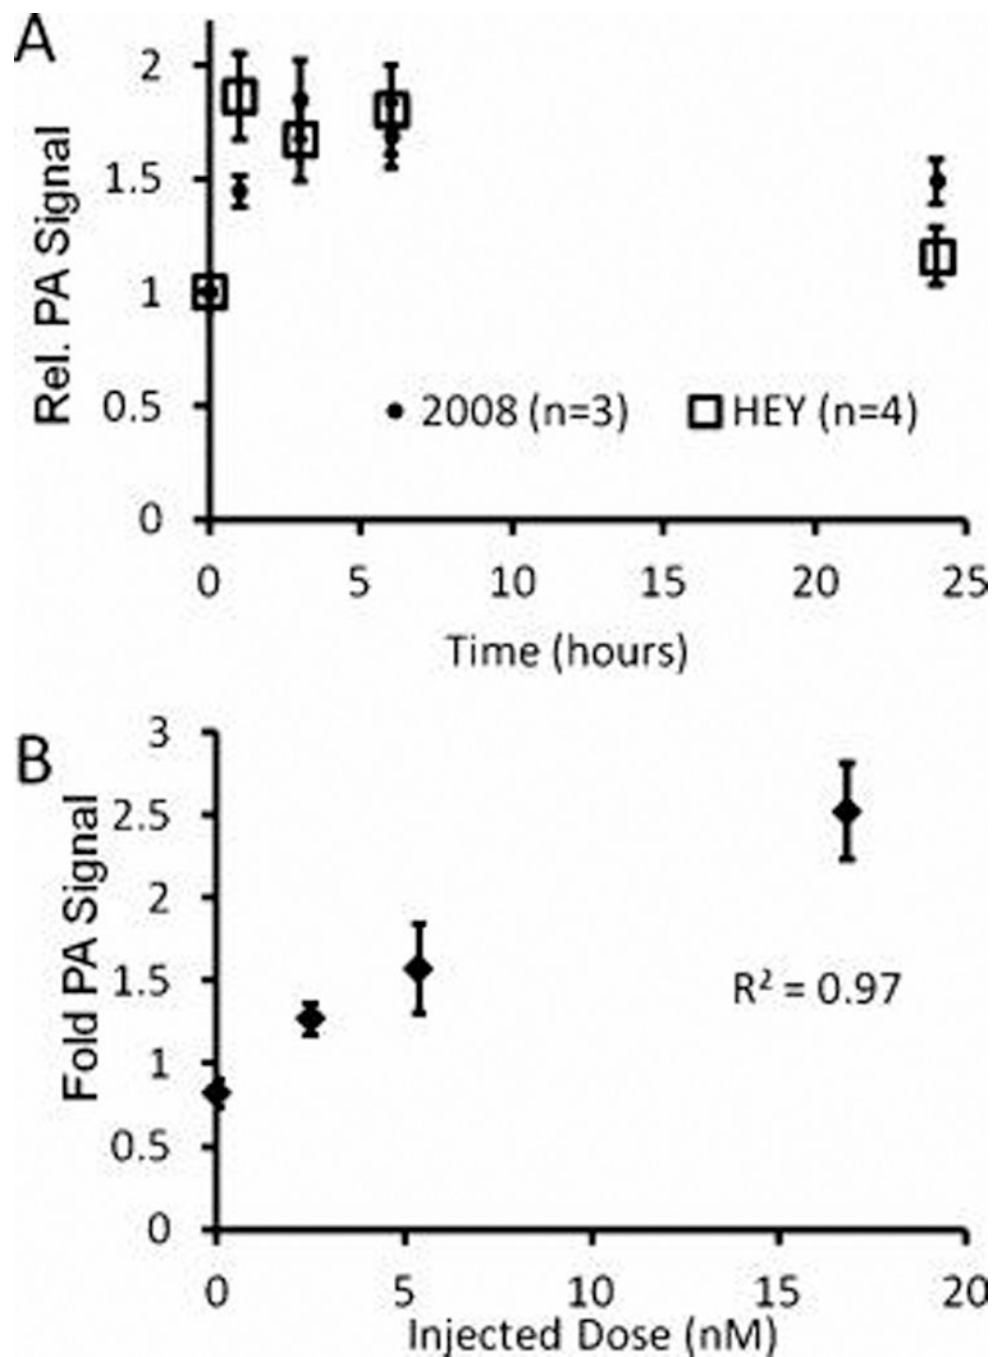 A
Rel. PA Signal
2
1.5
1
0.5
0
2008 (n=3) HEY (n=4)
0 5 10 15 20 25
Time (hours)
B
Fold PA Signal
3
2.5
2
1.5
1
0.5
0
R² = 0.97
0 5 10 15 20
Injected Dose (nM)